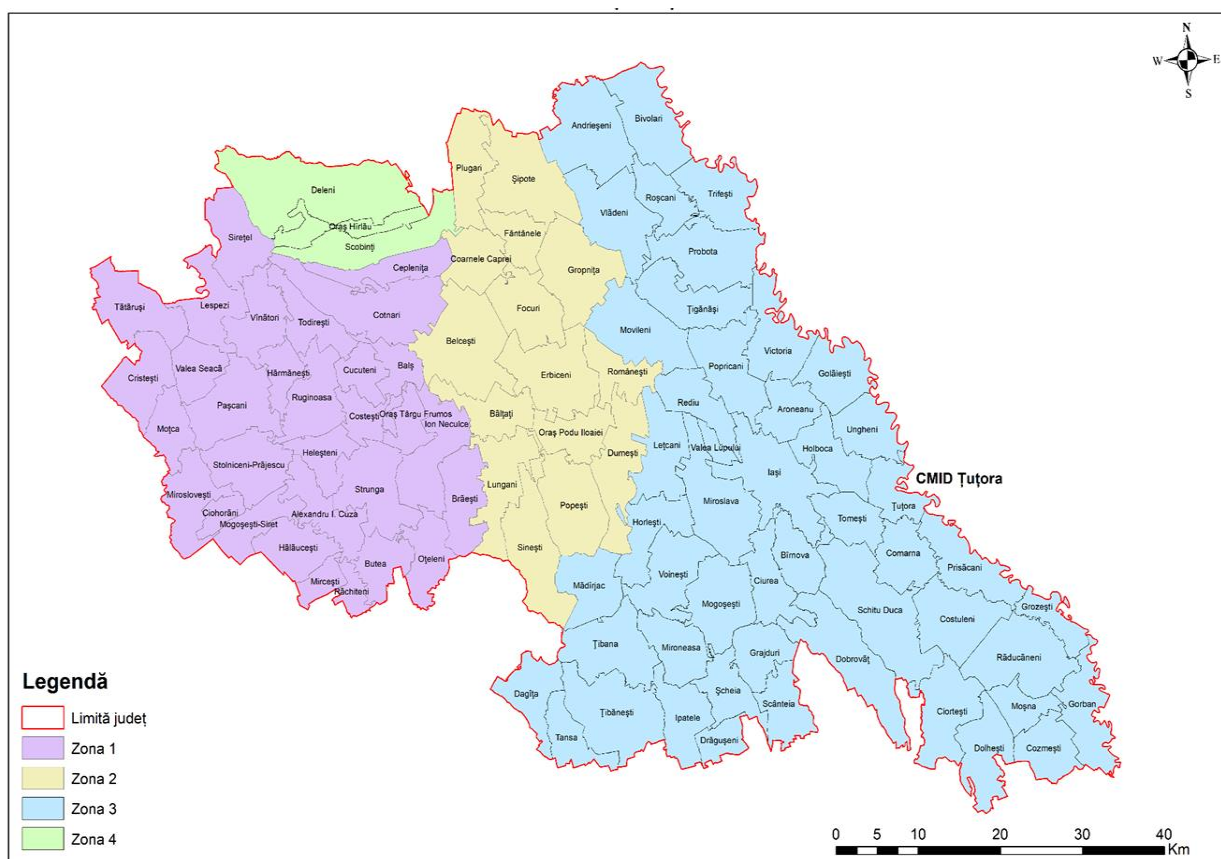 N
W E
S
Andrieșeni
Bivolari
Plugari
Șipote
Trifești
Roșcani
Deleni
Vlădeni
Oraș Hîrlău
Fântânele
Sirețel
Scobinți
Probota
Coarnele Caprei
Ceplenița
Gropnița
Tătăruși
Lespezi
Focuri
Țigănăși
Cotnari
Vînători
Todirești
Movileni
Belcești
Victoria
Popricani
Golăiești
Balș
Valea Seacă
Cucuteni
Românești
Hărmănești
Erbiceni
Cristești
Ruginoasa
Rediu
Pașcani
Aroneanu
Costești
Oraș Târgu Frumos
Bălțați
Ion Neculce
Ungheni
Moțca
Oraș Podu Iloaiei
Lețcani
Valea Lupului
Holboca
Heleșteni
Dumești
Stolniceni-Prăjescu
Iași
CMID Țuțora
Lungani
Strunga
Miroslovești
Brăești
Miroslava
Popești
Țuțora
Ciohorăni
Alexandru I. Cuza
Tomești
Mogoșești-Siret
Horlești
Sinești
Hălăucești
Bîrnova
Comarna
Oțeleni
Butea
Prisăcani
Voinești
Mircești
Mădîrjac
Ciurea
Răchiteni
Mogoșești
Grozești
Schitu Duca
Costuleni
Țibana
Mironeasa
Grajduri
Răducăneni
Dobrovăț
Legendă
Dagîța
Șcheia
Scânteia
Moșna
Gorban
Ciortești
Țibănești
Ipatele
Limită județ
Tansa
Drăgușeni
Dolhești
Cozmești
Zona 1
Zona 2
Zona 3
Zona 4
0 5 10 20 30 40
Km